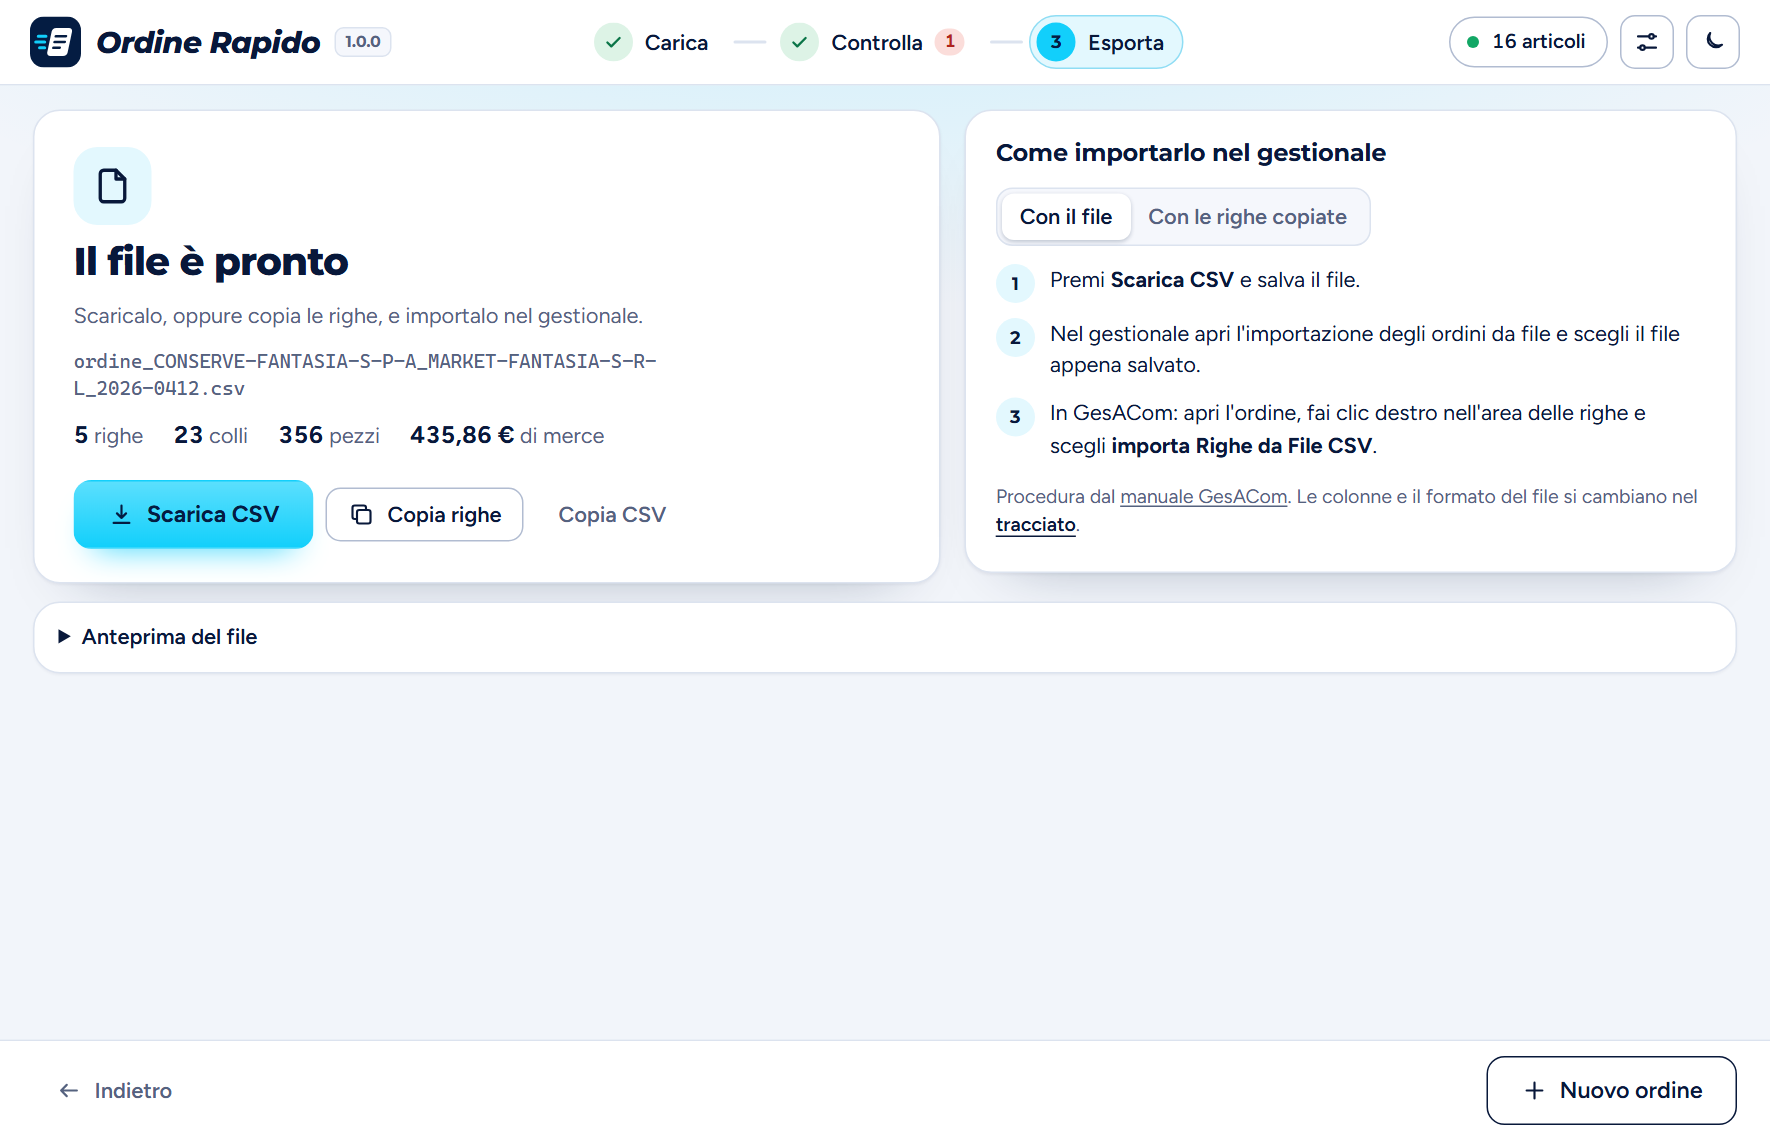 Ordine Rapido 1.0.0
Carica
Controlla 1
3 Esporta
16 articoli
Il file è pronto
Scaricalo, oppure copia le righe, e importalo nel gestionale.
ordine_CONSERVE-FANTASIA-S-P-A_MARKET-FANTASIA-S-R-
L_2026-0412.csv
5 righe 23 colli 356 pezzi 435,86 € di merce
Scarica CSV
Copia righe
Copia CSV
Come importarlo nel gestionale
Con il file
Con le righe copiate
1 Premi Scarica CSV e salva il file.
2 Nel gestionale apri l'importazione degli ordini da file e scegli il file
appena salvato.
3 In GesACom: apri l'ordine, fai clic destro nell'area delle righe e
scegli importa Righe da File CSV.
Procedura dal manuale GesACom. Le colonne e il formato del file si cambiano nel
tracciato.
Anteprima del file
Indietro
Nuovo ordine